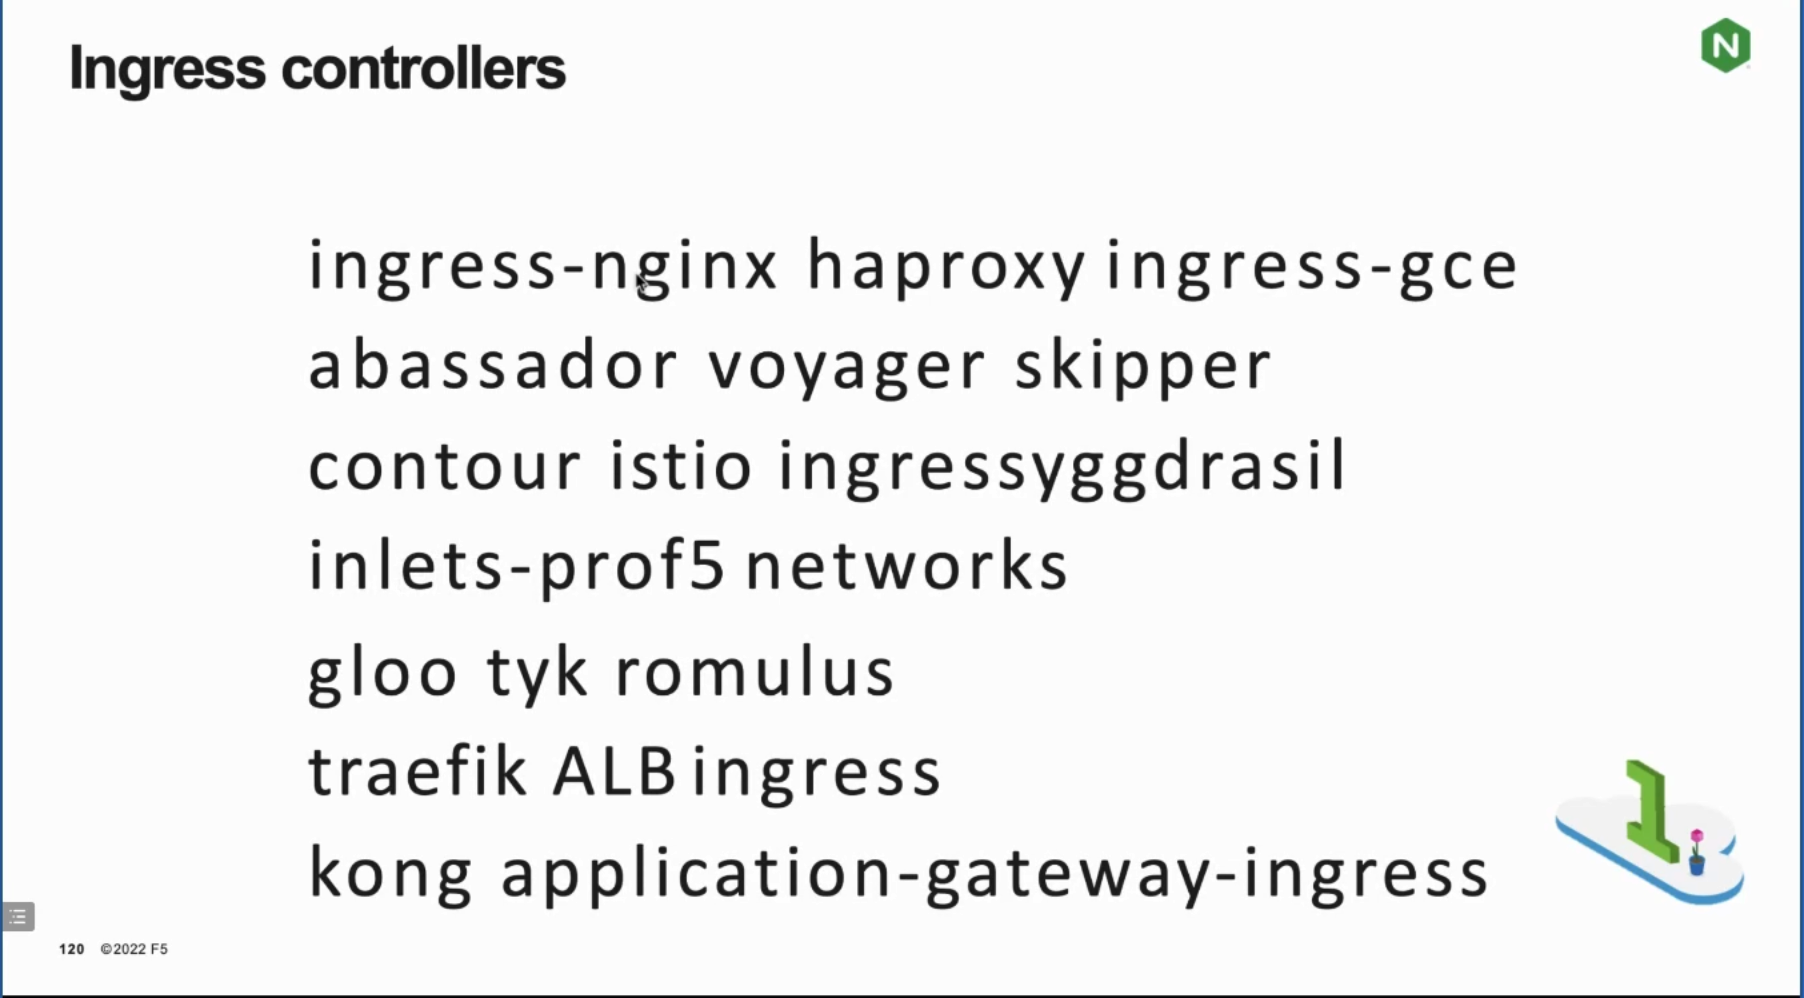 Ingress controllers
N
ingress-nginx haproxy ingress-gce
abassador voyager skipper
contour istio ingressyggdrasil
inlets-prof5 networks
gloo tyk romulus
traefik ALB ingress
kong application-gateway-ingress
1
120 ©2022 F5